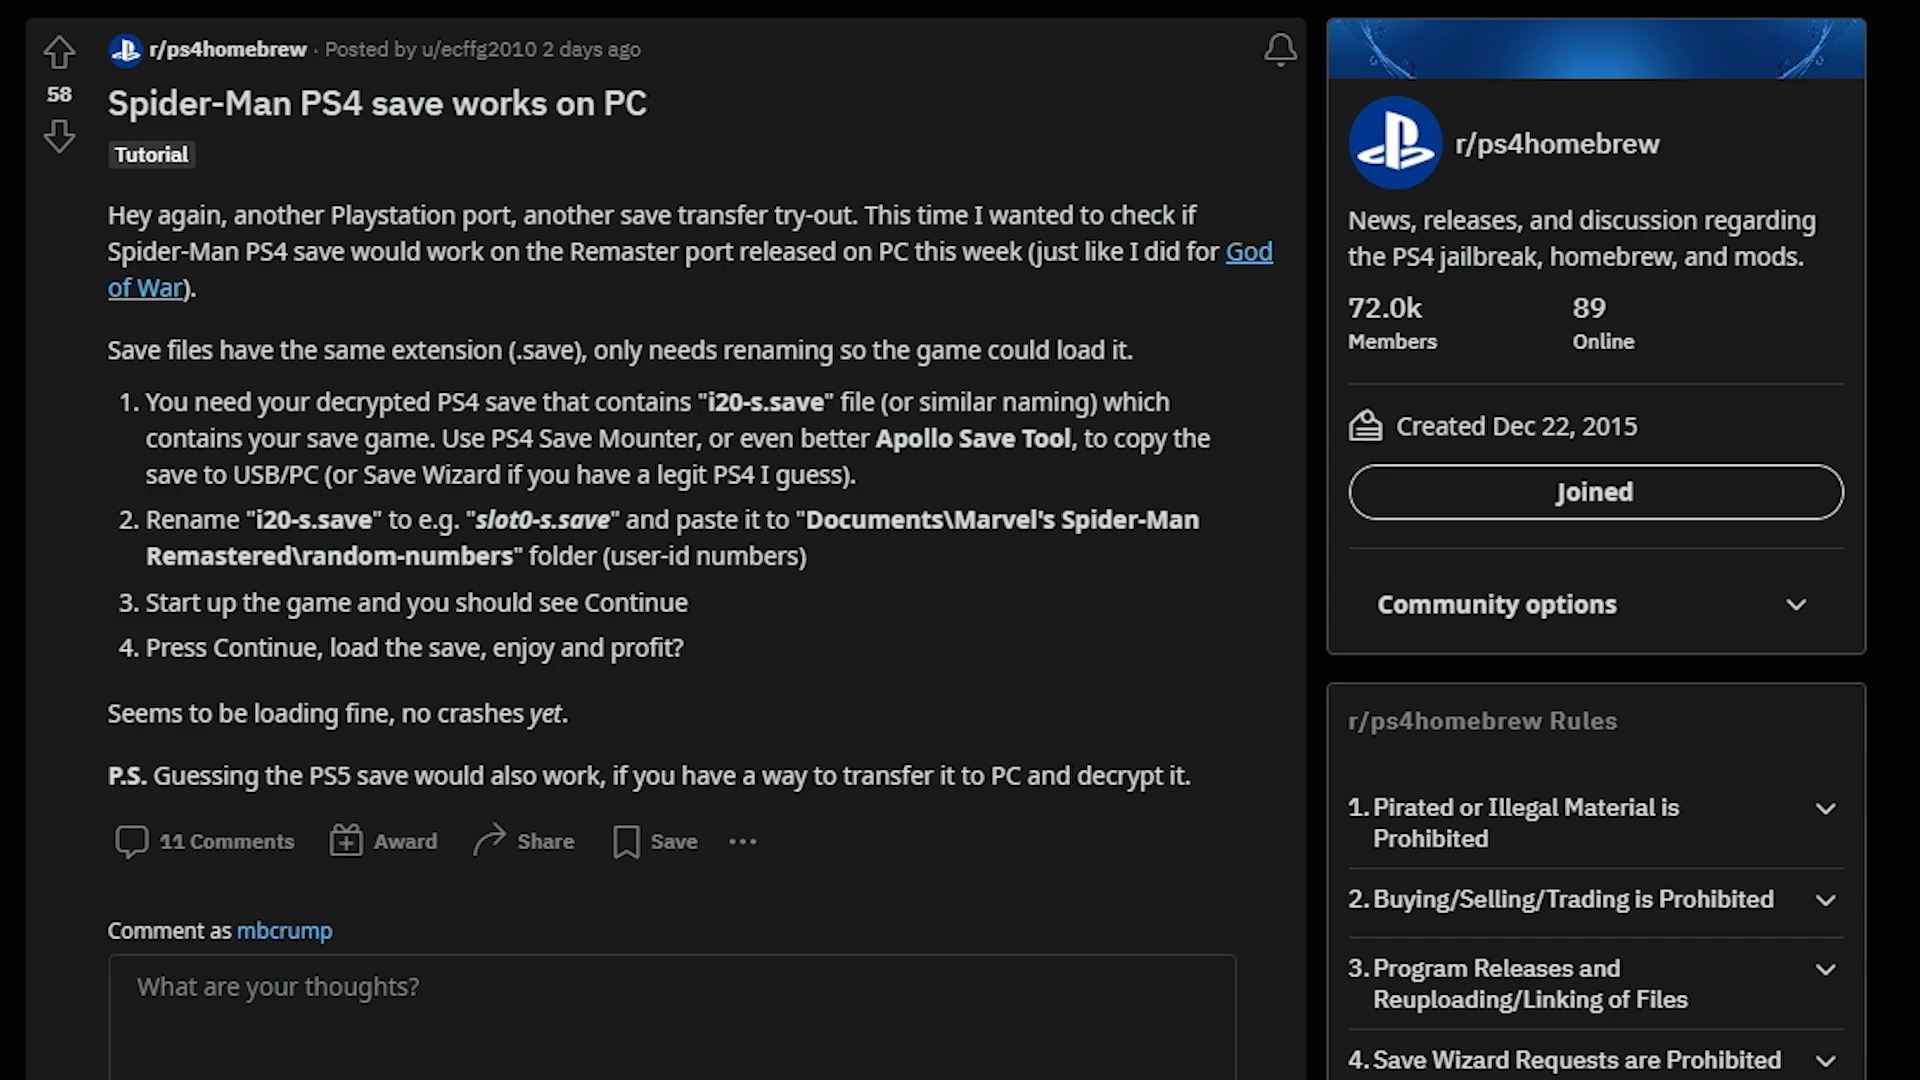 r/ps4homebrew · Posted by u/ecffg2010 2 days ago
58
Spider-Man PS4 save works on PC
Tutorial
Hey again, another Playstation port, another save transfer try-out. This time I wanted to check if
Spider-Man PS4 save would work on the Remaster port released on PC this week (just like I did for God
of War).
Save files have the same extension (.save), only needs renaming so the game could load it.
1. You need your decrypted PS4 save that contains "i20-s.save" file (or similar naming) which
contains your save game. Use PS4 Save Mounter, or even better Apollo Save Tool, to copy the
save to USB/PC (or Save Wizard if you have a legit PS4 I guess).
2. Rename "i20-s.save" to e.g. "slot0-s.save" and paste it to "Documents\Marvel's Spider-Man
Remastered\random-numbers" folder (user-id numbers)
3. Start up the game and you should see Continue
4. Press Continue, load the save, enjoy and profit?
Seems to be loading fine, no crashes yet.
P.S. Guessing the PS5 save would also work, if you have a way to transfer it to PC and decrypt it.
11 Comments Award Share Save ...
Comment as mbcrump
What are your thoughts?
r/ps4homebrew
News, releases, and discussion regarding
the PS4 jailbreak, homebrew, and mods.
72.0k 89
Members Online
Created Dec 22, 2015
Joined
Community options
r/ps4homebrew Rules
1. Pirated or Illegal Material is
Prohibited
2. Buying/Selling/Trading is Prohibited
3. Program Releases and
Reuploading/Linking of Files
4. Save Wizard Requests are Prohibited